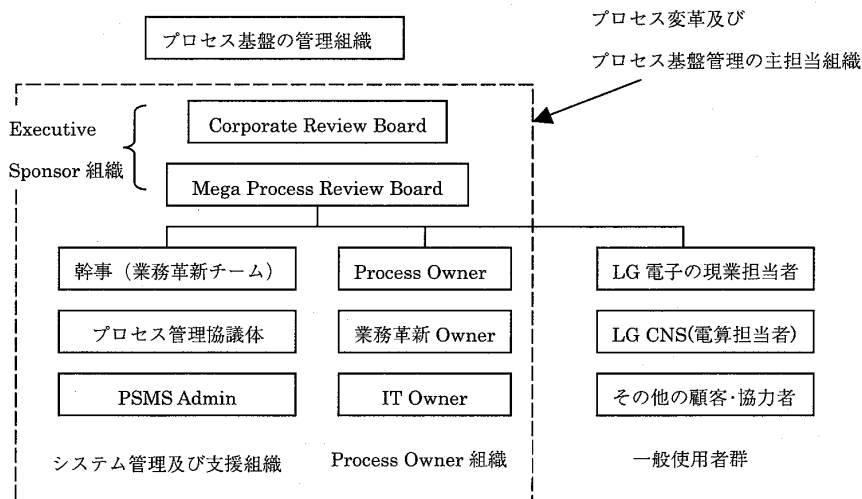 プロセス基盤の管理組織
プロセス変革及び
プロセス基盤管理の主担当組織
Executive
Sponsor 組織
Corporate Review Board
Mega Process Review Board
幹事（業務革新チーム）
Process Owner
LG 電子の現業担当者
プロセス管理協議体
業務革新 Owner
LG CNS(電算担当者)
PSMS Admin
IT Owner
その他の顧客・協力者
システム管理及び支援組織
Process Owner 組織
一般使用者群